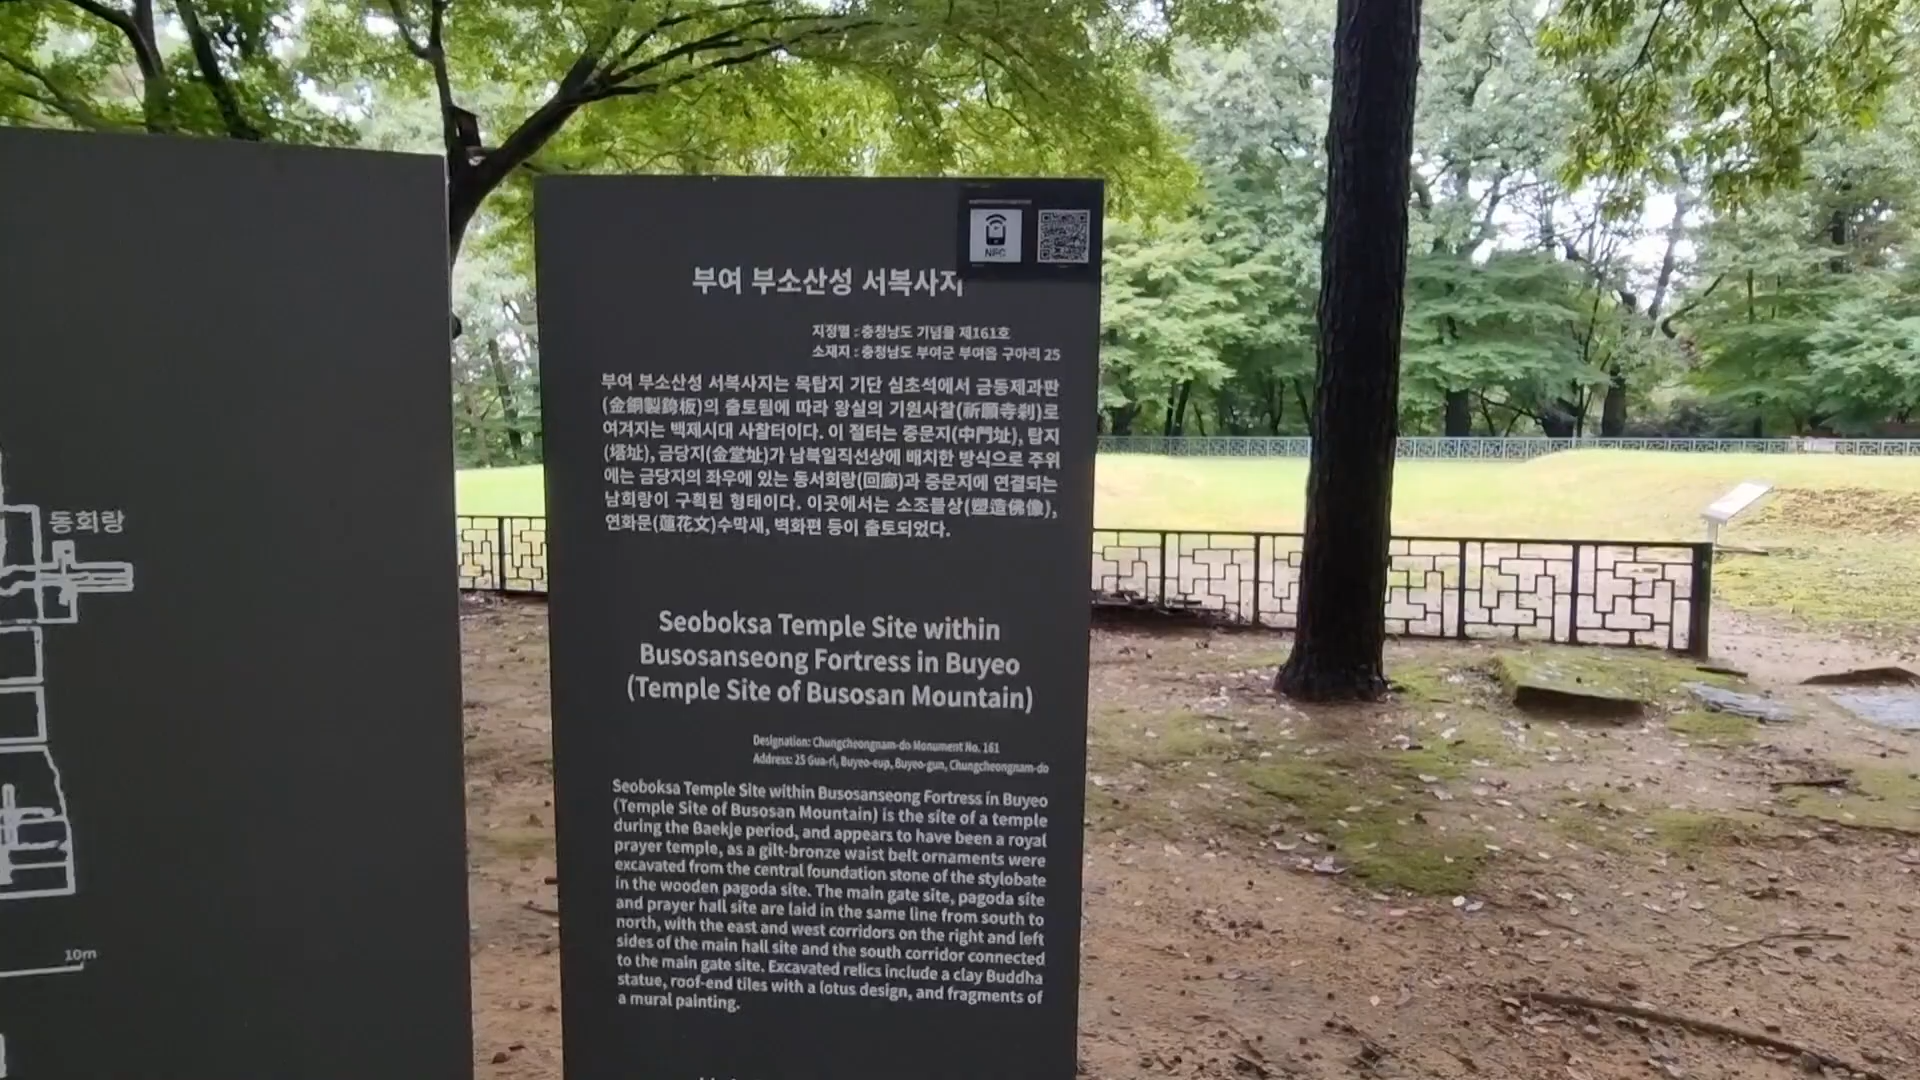 동회랑
10m
NFC
부여 부소산성 서복사지
지정별 : 충청남도 기념물 제161호
소재지 : 충청남도 부여군 부여읍 구아리 25
부여 부소산성 서복사지는 목탑지 기단 심초석에서 금동제과판
(金銅製銙板)의 출토됨에 따라 왕실의 기원사찰(祈願寺刹)로
여겨지는 백제시대 사찰터이다. 이 절터는 중문지(中門址), 탑지
(塔址), 금당지(金堂址)가 남북일직선상에 배치한 방식으로 주위
에는 금당지의 좌우에 있는 동서회랑(回廊)과 중문지에 연결되는
남회랑이 구획된 형태이다. 이곳에서는 소조불상(塑造佛像),
연화문(蓮花文)수막새, 벽화편 등이 출토되었다.
Seoboksa Temple Site within
Busosanseong Fortress in Buyeo
(Temple Site of Busosan Mountain)
Designation: Chungcheongnam-do Monument No. 161
Address: 25 Gua-ri, Buyeo-eup, Buyeo-gun, Chungcheongnam-do
Seoboksa Temple Site within Busosanseong Fortress in Buyeo
(Temple Site of Busosan Mountain) is the site of a temple
during the Baekje period, and appears to have been a royal
prayer temple, as a gilt-bronze waist belt ornaments were
excavated from the central foundation stone of the stylobate
in the wooden pagoda site. The main gate site, pagoda site
and prayer hall site are laid in the same line from south to
north, with the east and west corridors on the right and left
sides of the main hall site and the south corridor connected
to the main gate site. Excavated relics include a clay Buddha
statue, roof-end tiles with a lotus design, and fragments of
a mural painting.